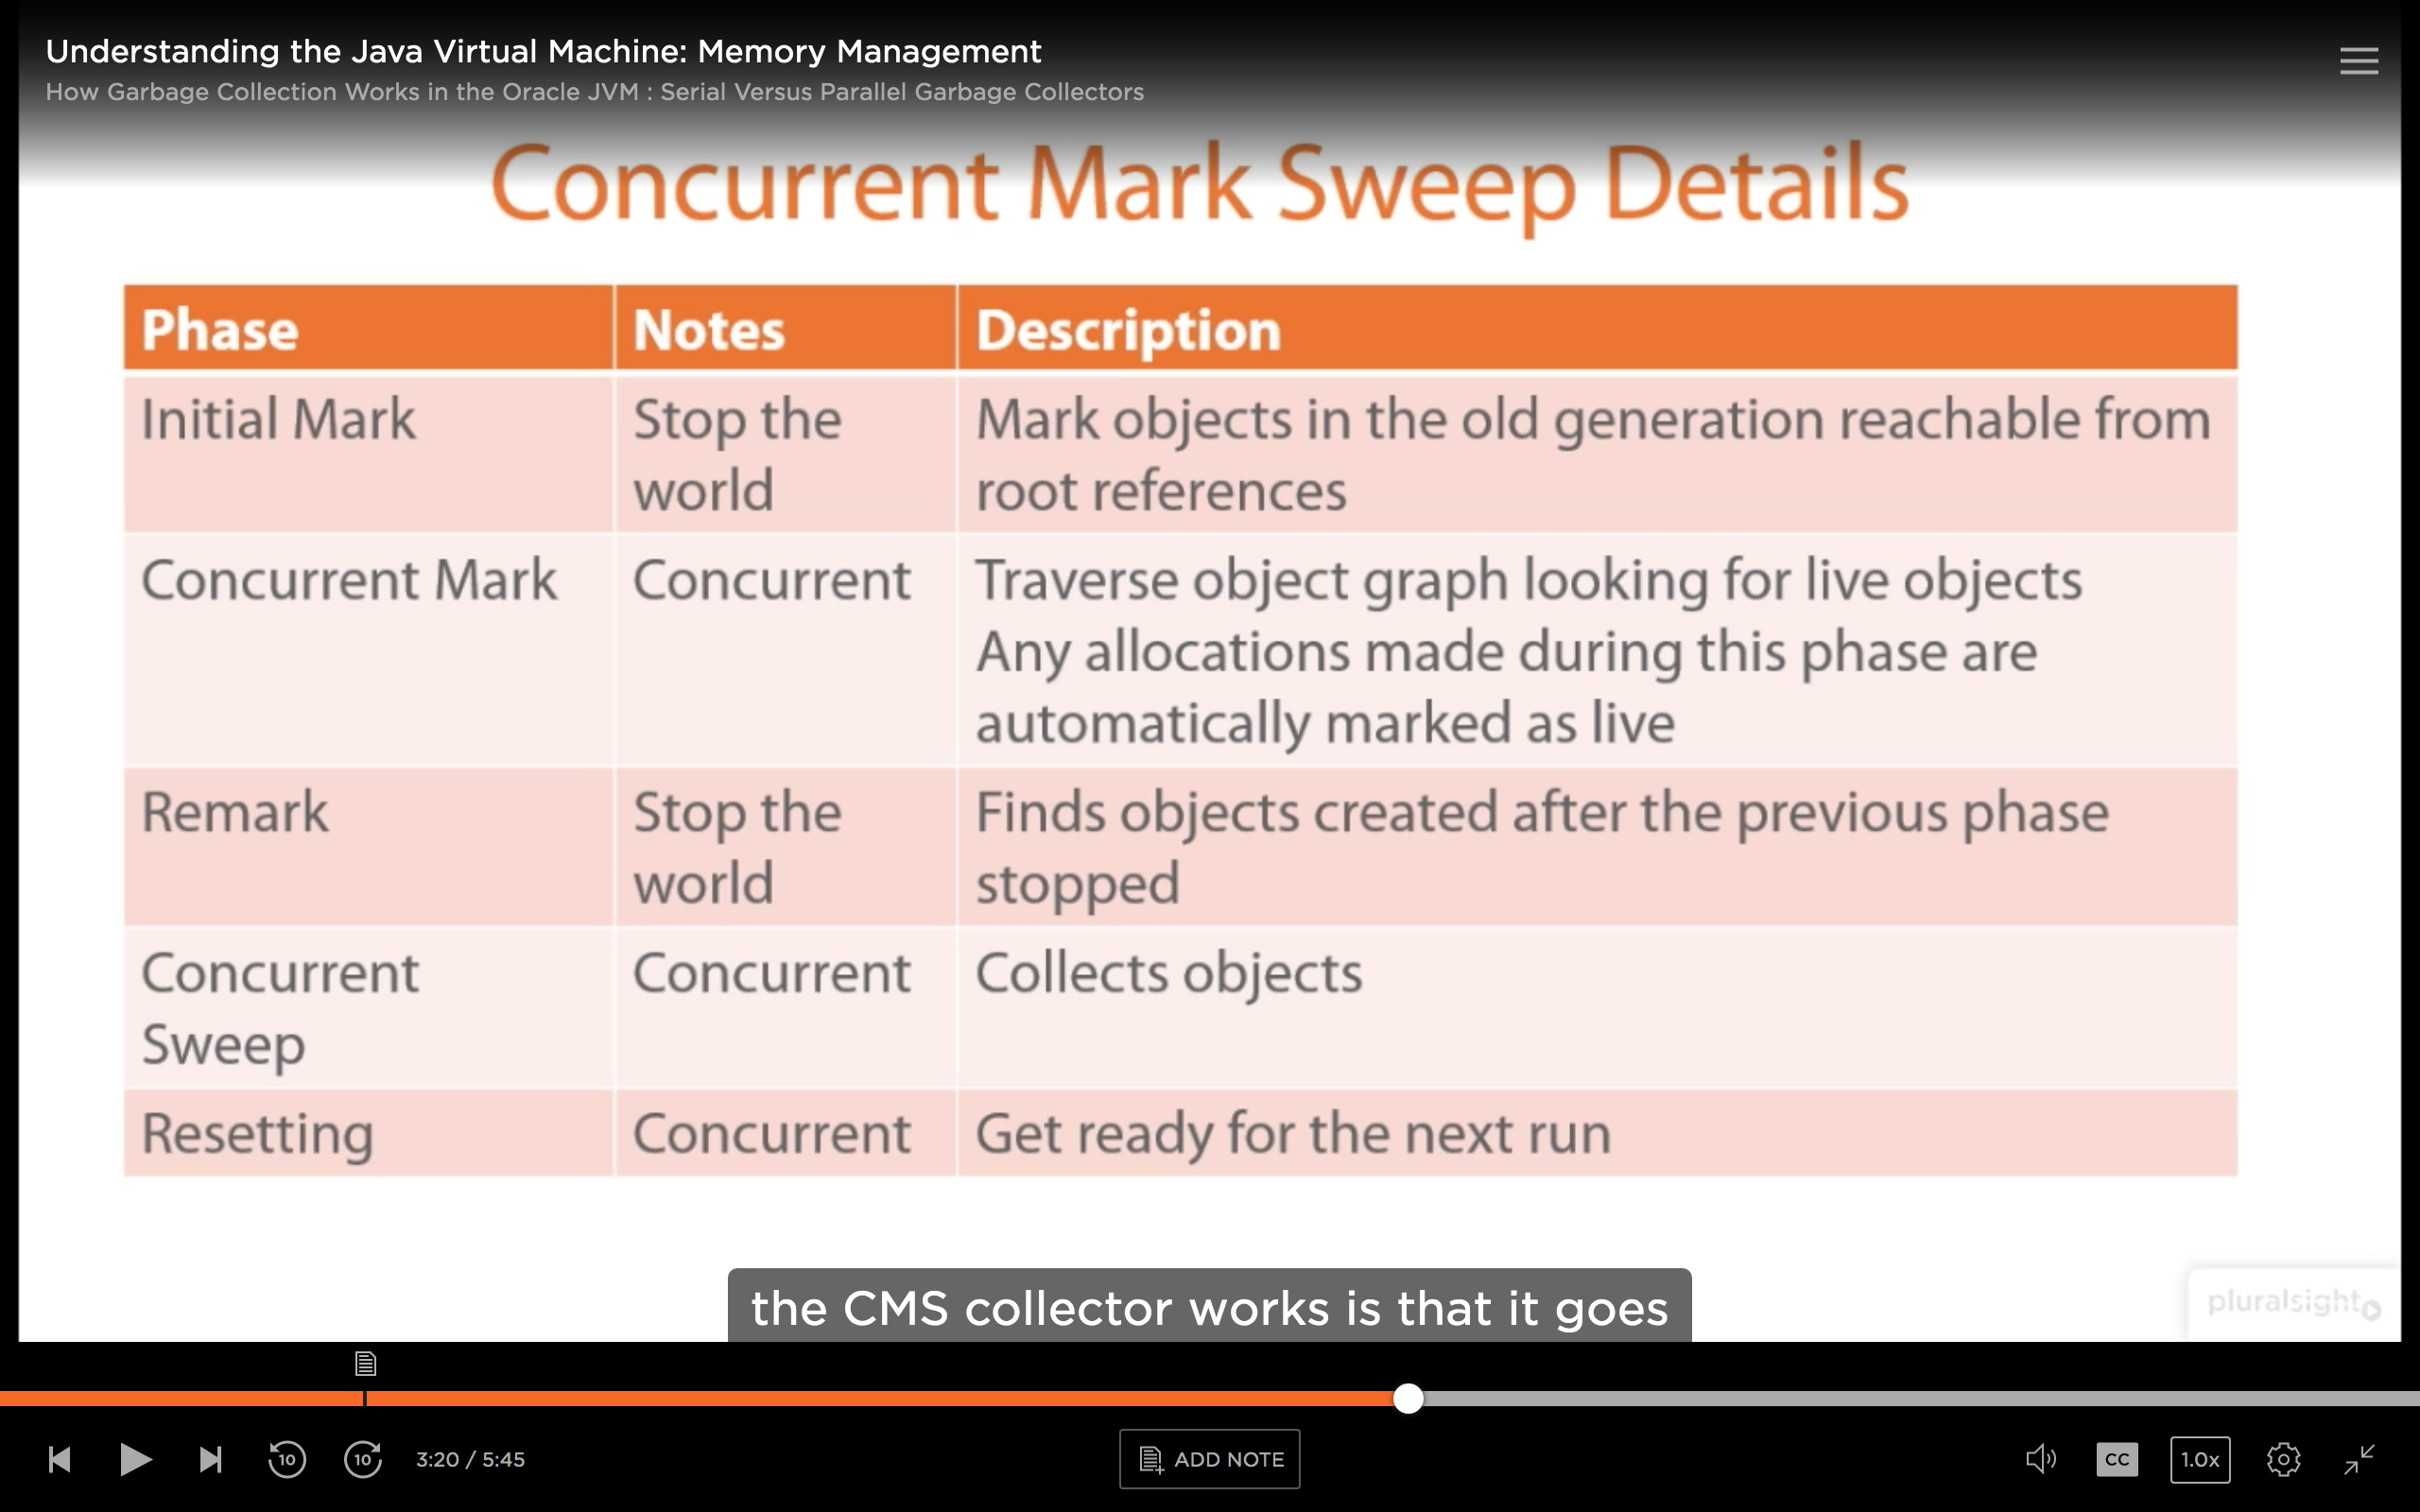 Understanding the Java Virtual Machine: Memory Management
How Garbage Collection Works in the Oracle JVM : Serial Versus Parallel Garbage Collectors
Concurrent Mark Sweep Details
Phase Notes Description
Initial Mark Stop the world Mark objects in the old generation reachable from root references
Concurrent Mark Concurrent Traverse object graph looking for live objects
Any allocations made during this phase are automatically marked as live
Remark Stop the world Finds objects created after the previous phase stopped
Concurrent Sweep Concurrent Collects objects
Resetting Concurrent Get ready for the next run
the CMS collector works is that it goes
pluralsight
10 10 3:20 / 5:45 ADD NOTE CC 1.0x